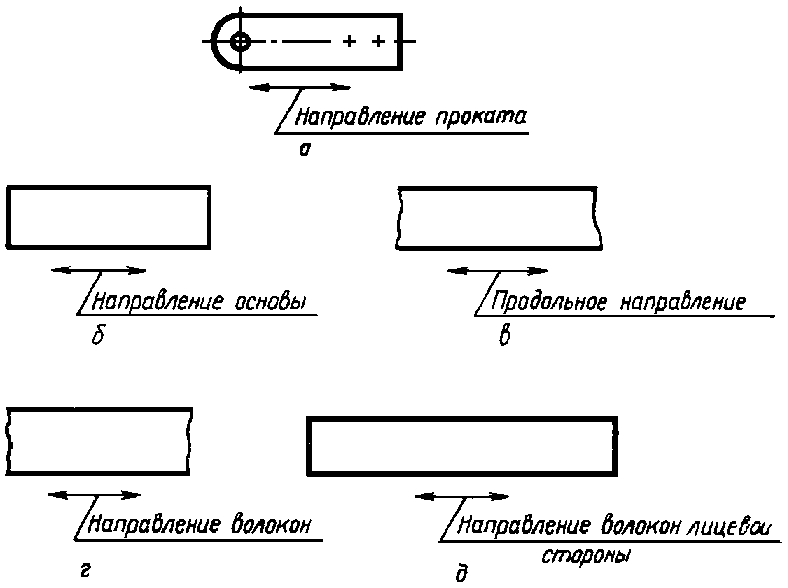 Направление проката
а
Направление основы
б
Продольное направление
в
Направление волокон
г
Направление волокон лицевой
стороны
д